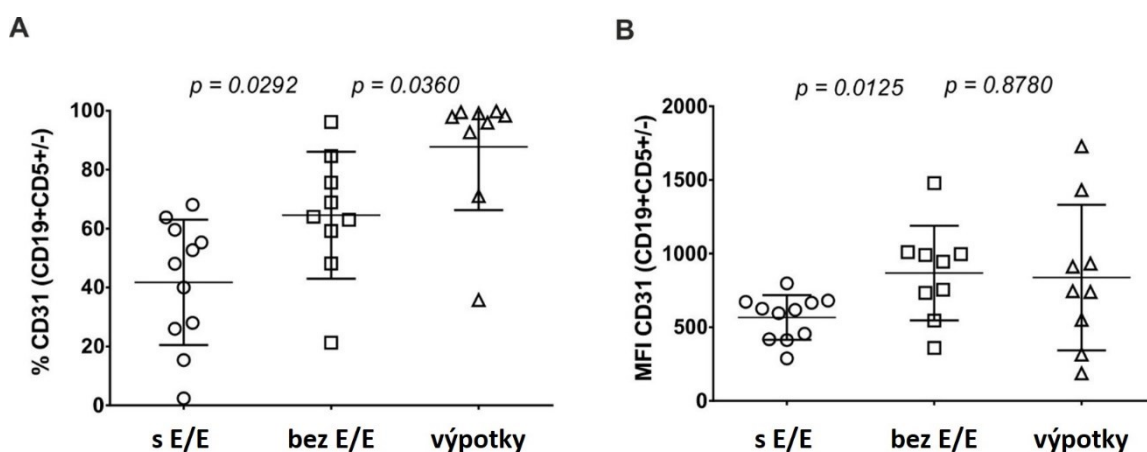 A
p = 0.0292 p = 0.0360
% CD31 (CD19+CD5+/-)
100
80
60
40
20
0
s E/E bez E/E výpotky
B
p = 0.0125 p = 0.8780
MFI CD31 (CD19+CD5+/-)
2000
1500
1000
500
0
s E/E bez E/E výpotky